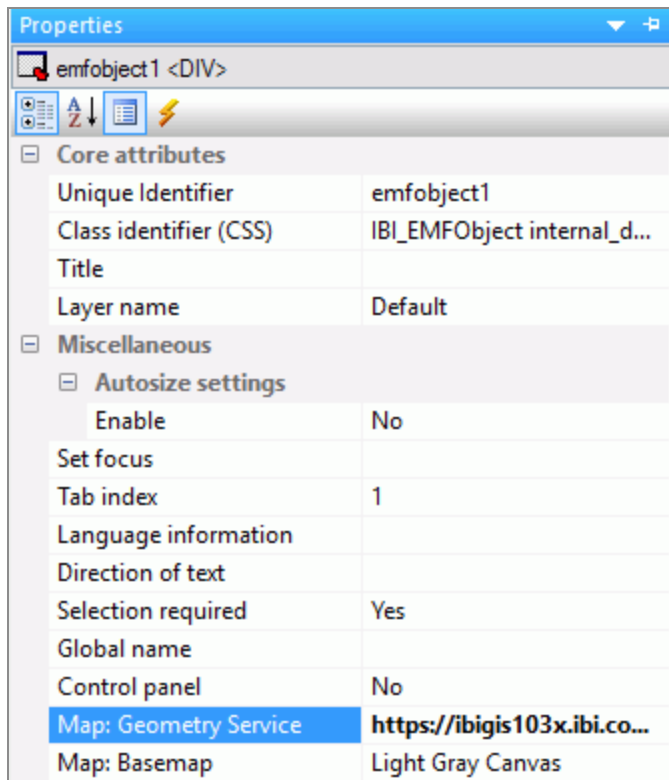 Properties
emfobject1 <DIV>
Core attributes
Unique Identifier emfobject1
Class identifier (CSS) IBI_EMFObject internal_d...
Title
Layer name Default
Miscellaneous
Autosize settings
Enable No
Set focus
Tab index 1
Language information
Direction of text
Selection required Yes
Global name
Control panel No
Map: Geometry Service https://ibigis103x.ibi.co...
Map: Basemap Light Gray Canvas